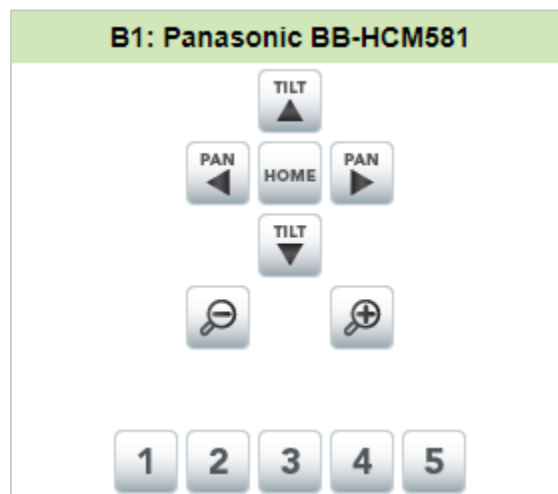 B1: Panasonic BB-HCM581
TILT
PAN HOME PAN
TILT
1 2 3 4 5